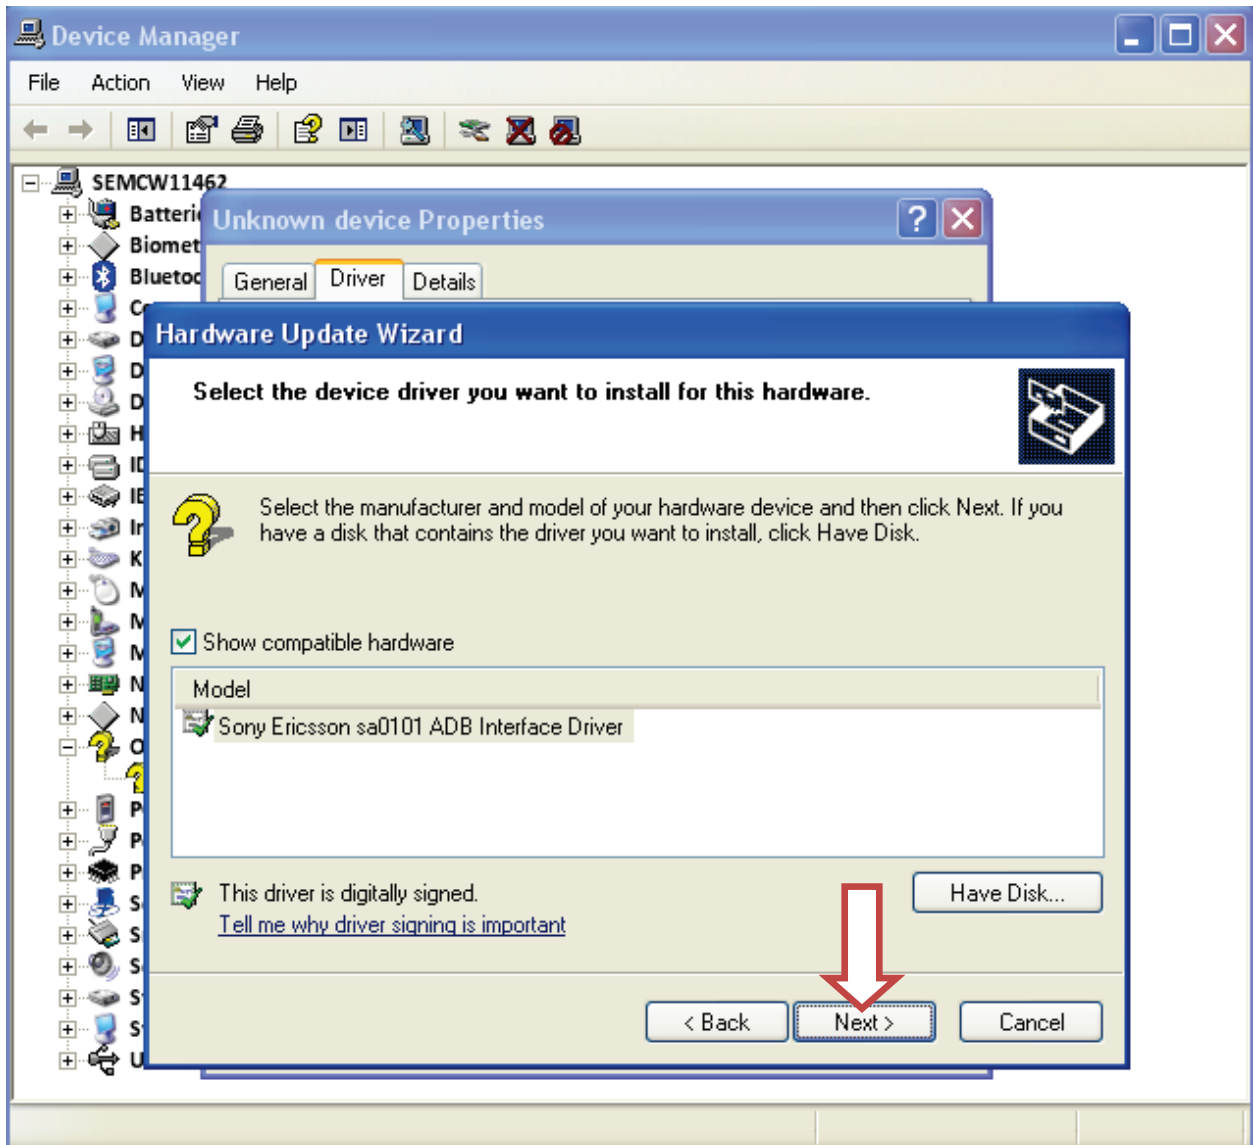 Device Manager
File Action View Help
SEMCW11462
Batteri
Biomet
Bluetoo
Unknown device Properties
General Driver Details
C
D
D
D
H
ID
IE
In
K
M
M
M
N
N
O
P
P
P
S
S
S
S
S
U
Hardware Update Wizard
Select the device driver you want to install for this hardware.
Select the manufacturer and model of your hardware device and then click Next. If you
have a disk that contains the driver you want to install, click Have Disk.
Show compatible hardware
Model
Sony Ericsson sa0101 ADB Interface Driver
This driver is digitally signed.
Have Disk...
Tell me why driver signing is important
< Back Next > Cancel